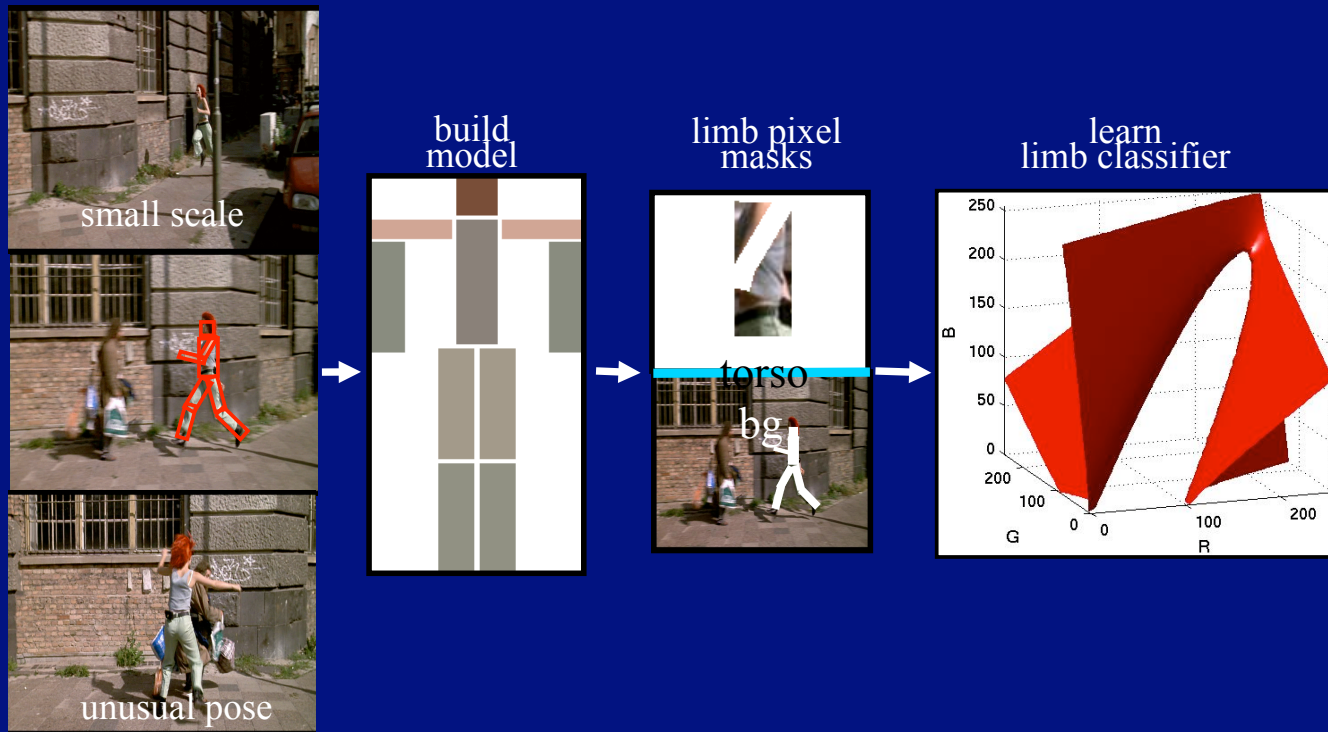 small scale
unusual pose
build
model
limb pixel
masks
torso
bg
learn
limb classifier
250
200
150
100
50
0
B
200
100
0
G
0
100
200
R